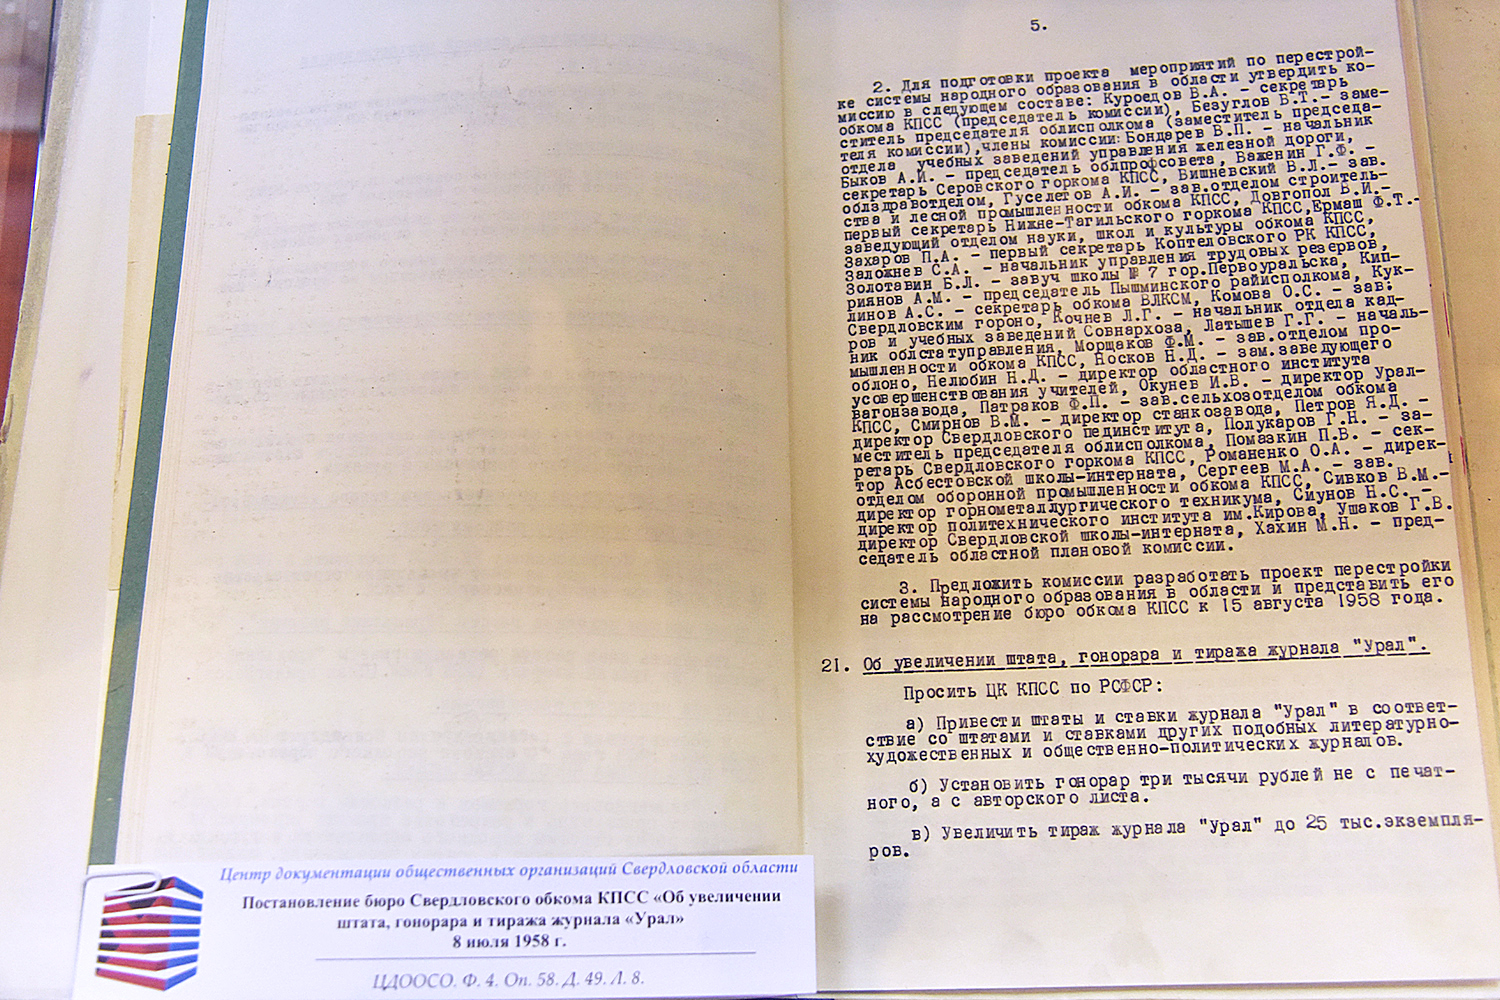 5.
2. Для подготовки проекта мероприятий по перестрой-
ке системы народного образования в области утвердить ко-
миссию в следующем составе: Куроедов В.А. - секретарь
обкома КПСС (председатель комиссии), Безуглов В.Т.- заме-
ститель председателя облисполкома (заместитель председа-
теля комиссии),члены комиссии: Бондарев В.П. - начальник
отдела учебных заведений управления железной дороги,
Быков А.И. - председатель облпрофсовета, Важенин Г.Ф. -
секретарь Серовского горкома КПСС, Вишневский В.Л.- зав.
облздравотделом, Гуселетов А.И. - зав.отделом строитель-
ства и лесной промышленности обкома КПСС, Довгопол В.И.-
первый секретарь Нижне-Тагильского горкома КПСС,Ермаш Ф.Т.-
заведующий отделом науки, школ и культуры обкома КПСС,
Захаров П.А. - первый секретарь Коптеловского РК КПСС,
Заложнев С.А. - начальник управления трудовых резервов,
Золотавин Б.Л. - завуч школы № 7 гор.Первоуральска, Кип-
риянов А.М. - председатель Пышминского райисполкома, Кук-
линов А.С. - секретарь обкома ВЛКСМ, Комова О.С. - зав.
Свердловским гороно, Кочнев Л.Г. - начальник отдела кад-
ров и учебных заведений Совнархоза, Латышев Г.Г. - началь-
ник облстатуправления, Морщаков Ф.М. - зав.отделом про-
мышленности обкома КПСС, Носков Н.Д. - зам.заведующего
облоно, Нелюбин Н.Д. - директор областного института
усовершенствования учителей, Окунев И.В. - директор Урал-
вагонзавода, Патраков Ф.П. - зав.сельхозотделом обкома
КПСС, Смирнов В.М. - директор станкозавода, Петров Я.Д. -
директор Свердловского пединститута, Полукаров Г.Н. - за-
меститель председателя облисполкома, Помазкин П.В. - сек-
ретарь Свердловского горкома КПСС, Романенко О.А. - дирек-
тор Асбестовской школы-интерната, Сергеев М.А. - зав.
отделом оборонной промышленности обкома КПСС, Сивков В.М.-
директор горнометаллургического техникума, Сиунов Н.С. -
директор политехнического института им.Кирова, Ушаков Г.В.
директор Свердловской школы-интерната, Хахин М.Н. - пред-
седатель областной плановой комиссии.
3. Предложить комиссии разработать проект перестройки
системы народного образования в области и представить его
на рассмотрение бюро обкома КПСС к 15 августа 1958 года.
21. Об увеличении штата, гонорара и тиража журнала "Урал".
Просить ЦК КПСС по РСФСР:
а) Привести штаты и ставки журнала "Урал" в соответ-
ствие со штатами и ставками других подобных литературно-
художественных и общественно-политических журналов.
б) Установить гонорар три тысячи рублей не с печат-
ного, а с авторского листа.
в) Увеличить тираж журнала "Урал" до 25 тыс.экземпля-
ров.
Центр документации общественных организаций Свердловской области
Постановление бюро Свердловского обкома КПСС «Об увеличении
штата, гонорара и тиража журнала «Урал»
8 июля 1958 г.
ЦДООСО. Ф. 4. Оп. 58. Д. 49. Л. 8.